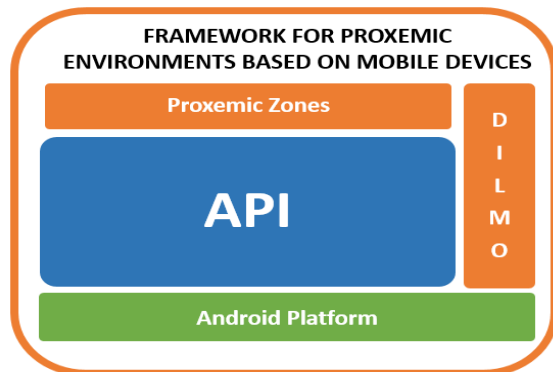 FRAMEWORK FOR PROXEMIC
ENVIRONMENTS BASED ON MOBILE DEVICES
Proxemic Zones
API
D
I
L
M
O
Android Platform